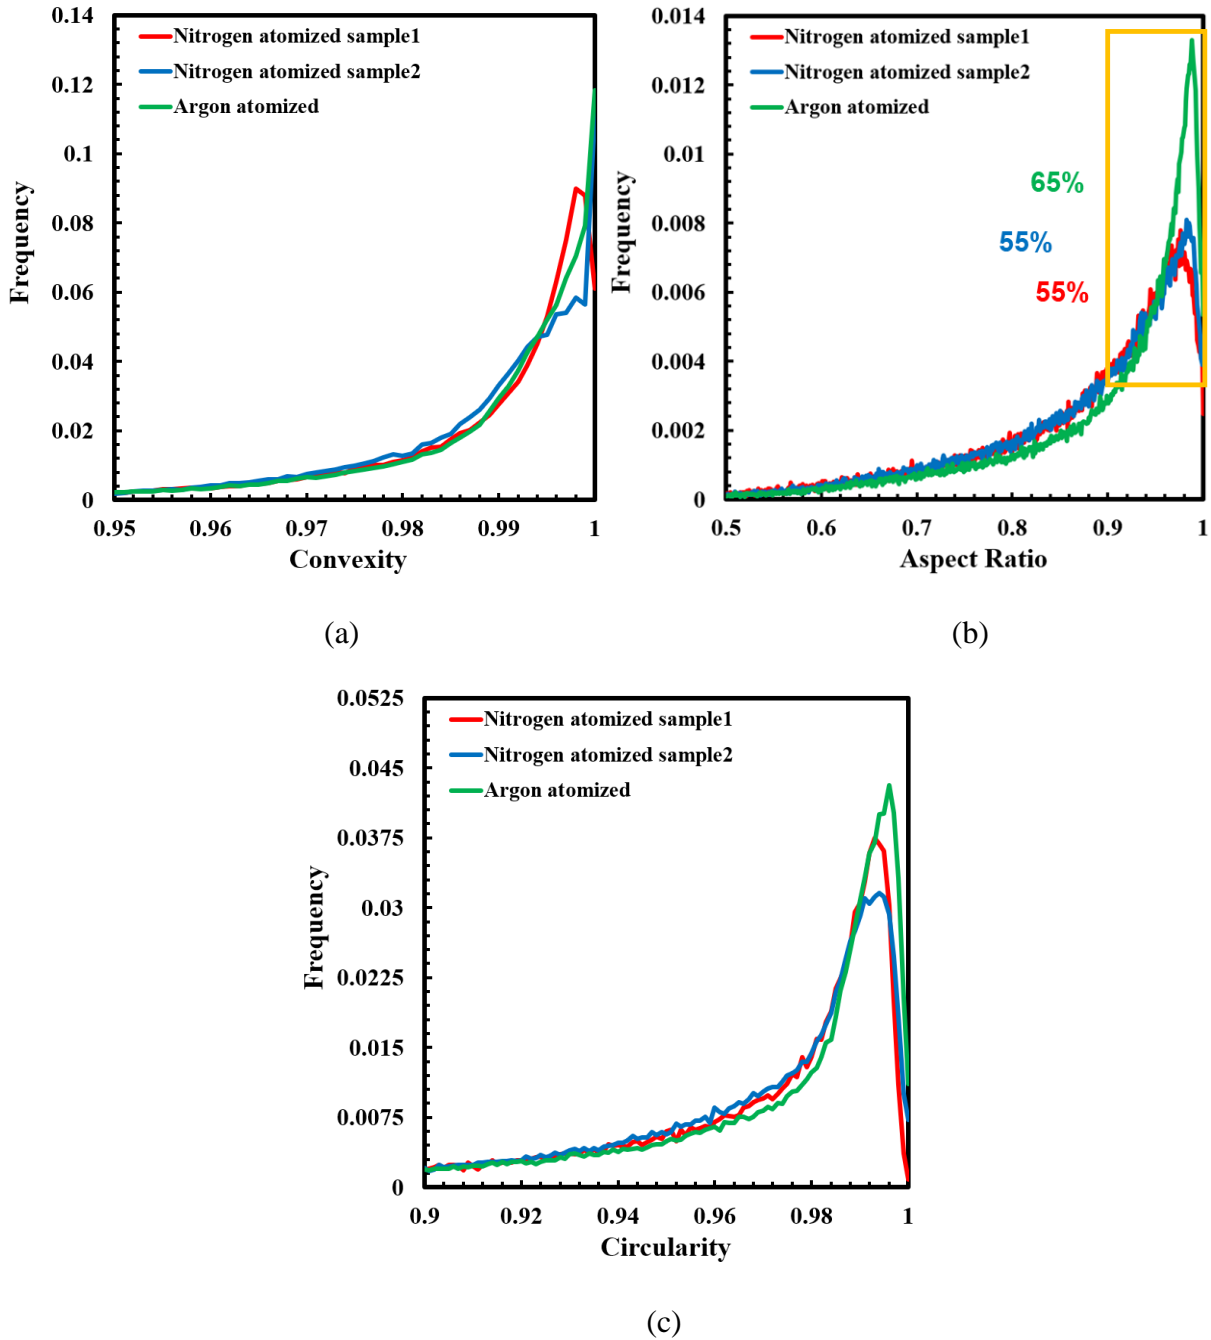 0.14
0.12
0.1
0.08
0.06
0.04
0.02
0
Frequency
Nitrogen atomized sample1
Nitrogen atomized sample2
Argon atomized
0.95 0.96 0.97 0.98 0.99 1
Convexity
(a)
0.014
0.012
0.01
0.008
0.006
0.004
0.002
0
Frequency
Nitrogen atomized sample1
Nitrogen atomized sample2
Argon atomized
65%
55%
55%
0.5 0.6 0.7 0.8 0.9 1
Aspect Ratio
(b)
0.0525
0.045
0.0375
0.03
0.0225
0.015
0.0075
0
Frequency
Nitrogen atomized sample1
Nitrogen atomized sample2
Argon atomized
0.9 0.92 0.94 0.96 0.98 1
Circularity
(c)